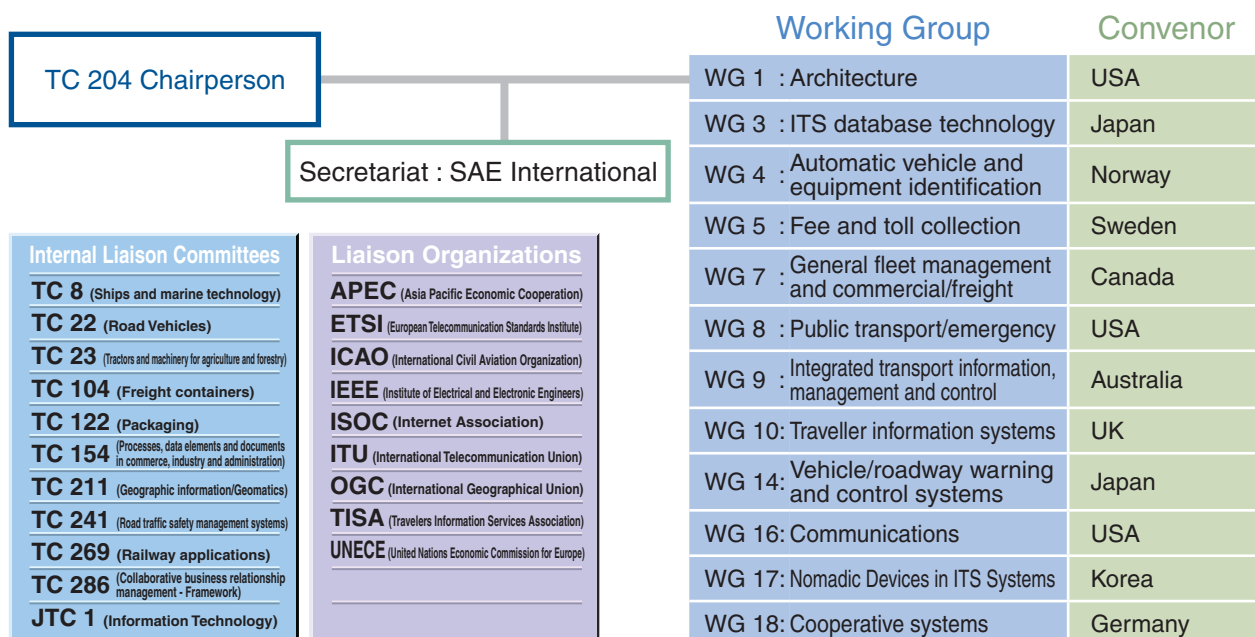 TC 204 Chairperson
Secretariat : SAE International
Internal Liaison Committees
TC 8 (Ships and marine technology)
TC 22 (Road Vehicles)
TC 23 (Tractors and machinery for agriculture and forestry)
TC 104 (Freight containers)
TC 122 (Packaging)
TC 154 (Processes, data elements and documents
in commerce, industry and administration)
TC 211 (Geographic information/Geomatics)
TC 241 (Road traffic safety management systems)
TC 269 (Railway applications)
TC 286 (Collaborative business relationship
management - Framework)
JTC 1 (Information Technology)
Liaison Organizations
APEC (Asia Pacific Economic Cooperation)
ETSI (European Telecommunication Standards Institute)
ICAO (International Civil Aviation Organization)
IEEE (Institute of Electrical and Electronic Engineers)
ISOC (Internet Association)
ITU (International Telecommunication Union)
OGC (International Geographical Union)
TISA (Travelers Information Services Association)
UNECE (United Nations Economic Commission for Europe)
Working Group Convenor
WG 1 : Architecture USA
WG 3 : ITS database technology Japan
WG 4 : Automatic vehicle and
equipment identification Norway
WG 5 : Fee and toll collection Sweden
WG 7 : General fleet management
and commercial/freight Canada
WG 8 : Public transport/emergency USA
WG 9 : Integrated transport information,
management and control Australia
WG 10: Traveller information systems UK
WG 14: Vehicle/roadway warning
and control systems Japan
WG 16: Communications USA
WG 17: Nomadic Devices in ITS Systems Korea
WG 18: Cooperative systems Germany